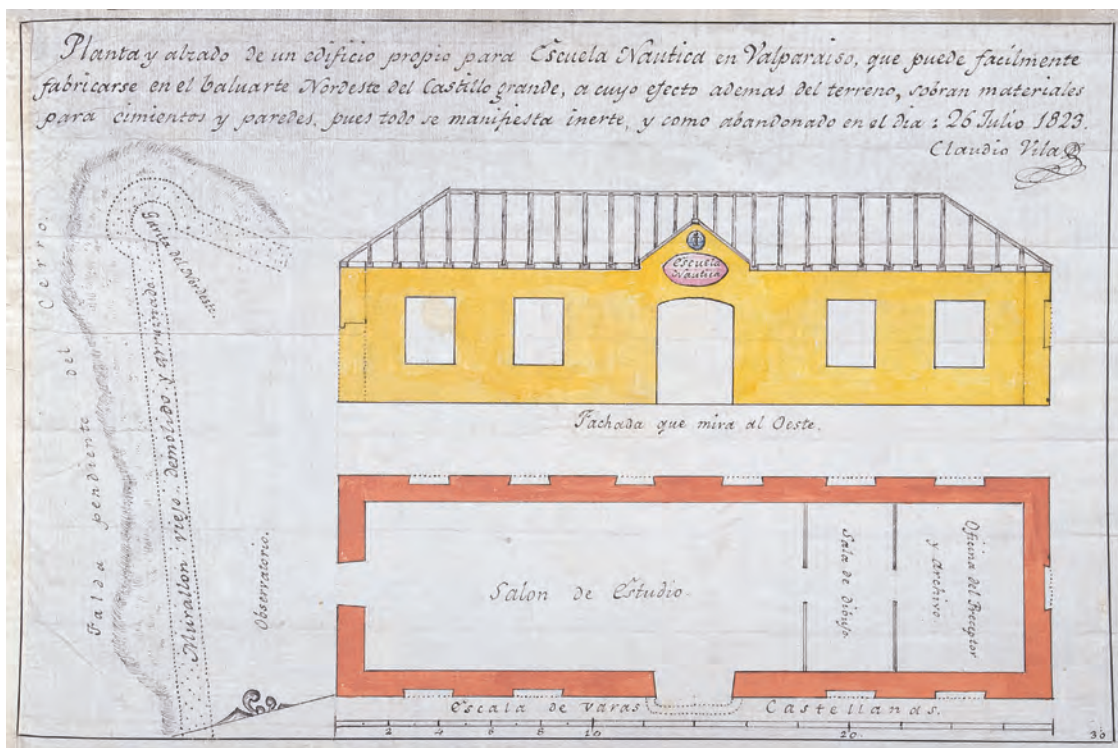 Planta y alzado de un edificio propio para Escuela Nautica en Valparaiso, que puede facilmente
fabricarse en el baluarte Nordeste del Castillo grande, a cuyo efecto ademas del terreno, sobran materiales
para cimientos y paredes, pues todo se manifiesta inerte, y como abandonado en el dia: 26 Julio 1823.
Claudio Vila
Falda pendiente del Cerro.
Garita del Nordeste.
Murallon viejo demolido y arruinado.
Observatorio.
Escuela
Nautica
Fachada que mira al Oeste.
Salon de Estudio.
Sala de dibujo.
Oficina del Preceptor
y archivo.
Escala de varas Castellanas.
2 4 6 8 10 20 30